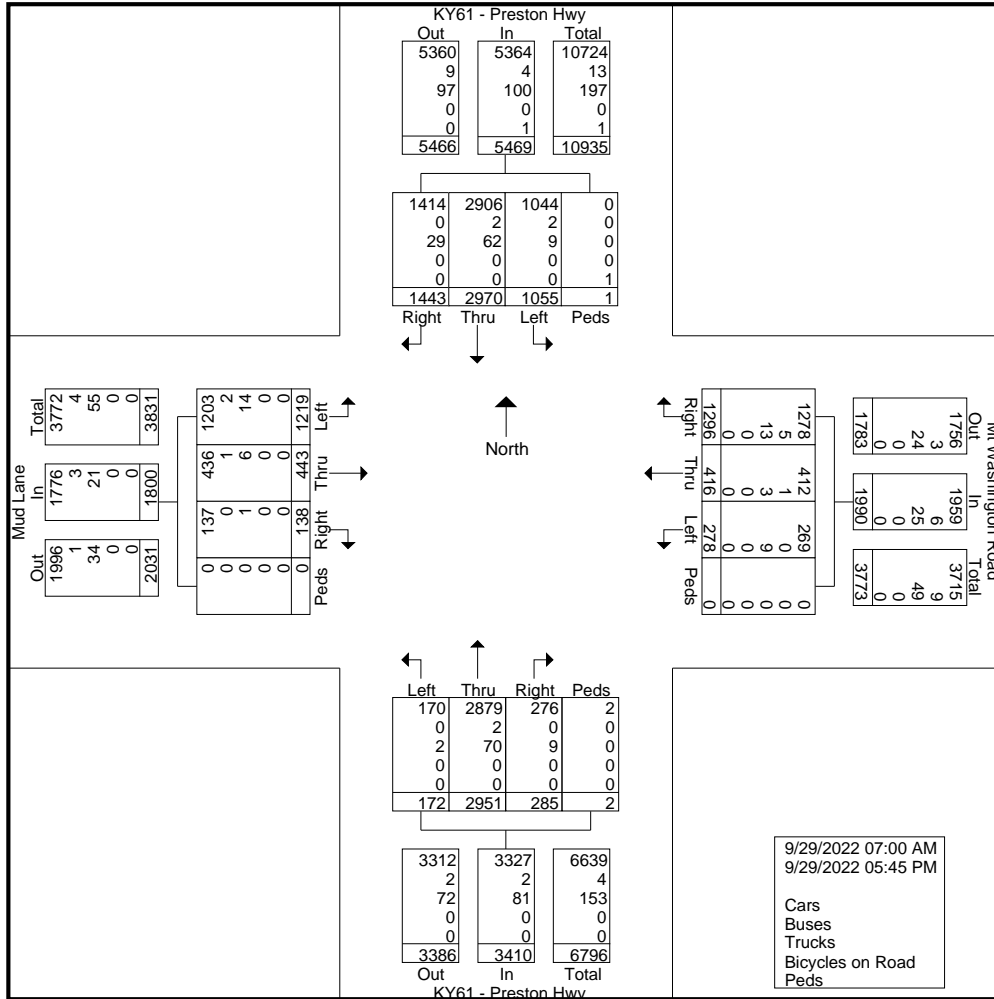 KY61 - Preston Hwy
Out In Total
5360 5364 10724
9 4 13
97 100 197
0 0 0
0 1 1
5466 5469 10935
1414 2906 1044 0
0 2 2 0
29 62 9 0
0 0 0 0
0 0 0 1
1443 2970 1055 1
Right Thru Left Peds
Mud Lane
Total In Out
3772 1776 1996
4 3 1
55 21 34
0 0 0
0 0 0
3831 1800 2031
1203 436 137 0
2 1 0 0
14 6 1 0
0 0 0 0
0 0 0 0
1219 443 138 0
Left Thru Right Peds
North
Right Thru Left Peds
1296 416 278 0
0 0 0 0
0 0 0 0
13 3 9 0
5 1 0 0
1278 412 269 0
1783 1990 3773
0 0 0
0 0 0
24 25 49
3 6 9
1756 1959 3715
Out In Total
Mt Washington Road
Left Thru Right Peds
170 2879 276 2
0 2 0 0
2 70 9 0
0 0 0 0
0 0 0 0
172 2951 285 2
3312 3327 6639
2 2 4
72 81 153
0 0 0
0 0 0
3386 3410 6796
Out In Total
KY61 - Preston Hwy
9/29/2022 07:00 AM
9/29/2022 05:45 PM
Cars
Buses
Trucks
Bicycles on Road
Peds